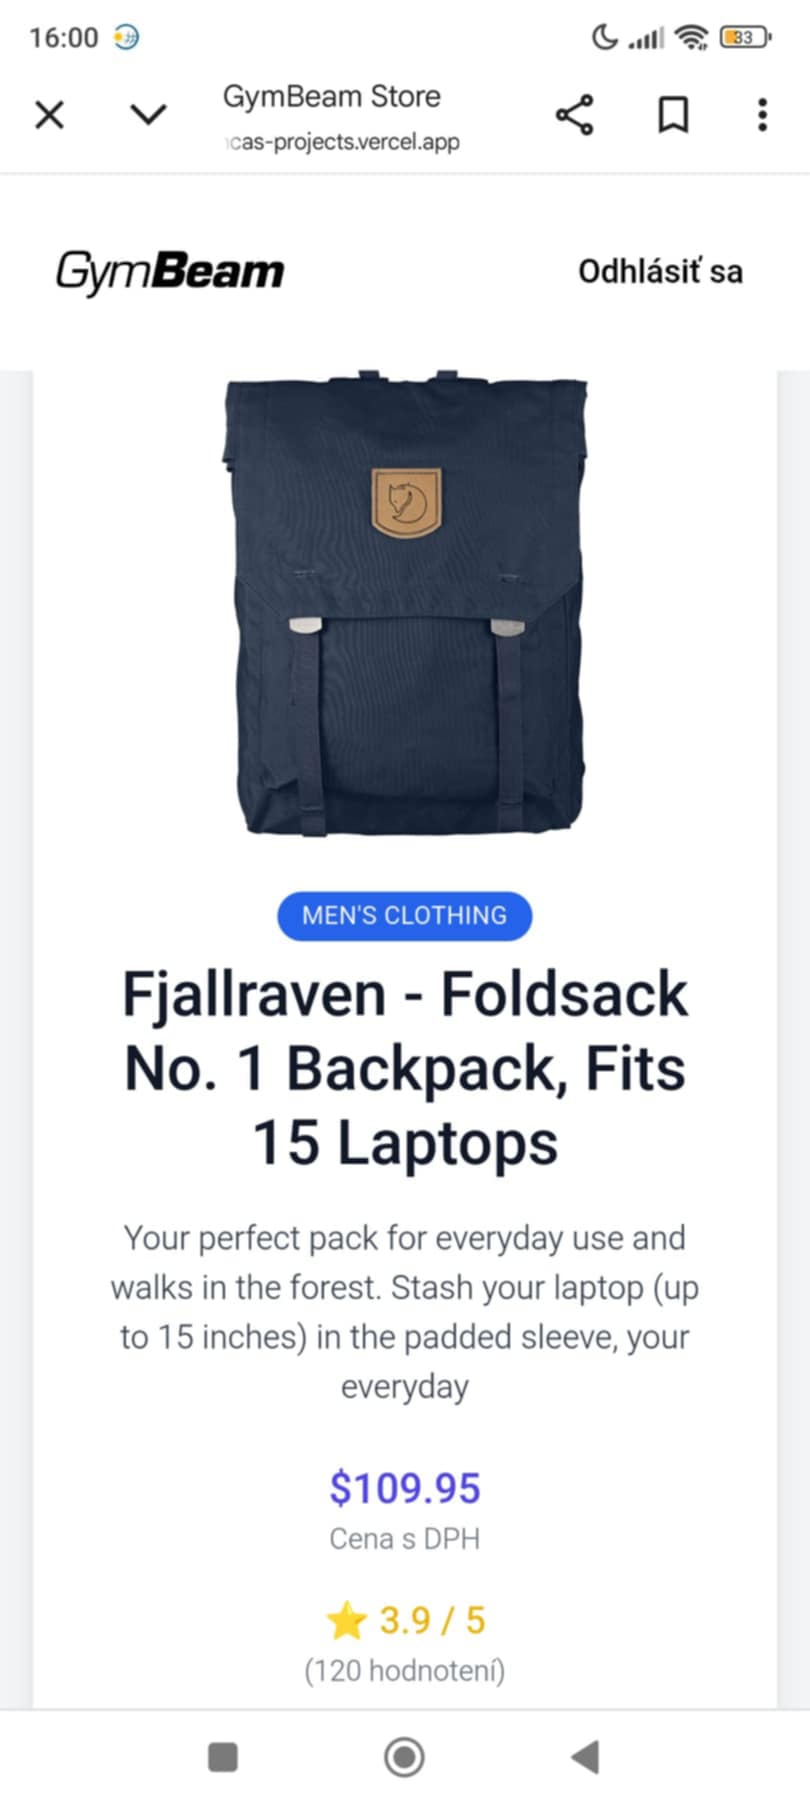 16:00
33
GymBeam Store
cas-projects.vercel.app
GymBeam
Odhlásiť sa
MEN'S CLOTHING
Fjallraven - Foldsack
No. 1 Backpack, Fits
15 Laptops
Your perfect pack for everyday use and
walks in the forest. Stash your laptop (up
to 15 inches) in the padded sleeve, your
everyday
$109.95
Cena s DPH
3.9 / 5
(120 hodnotení)